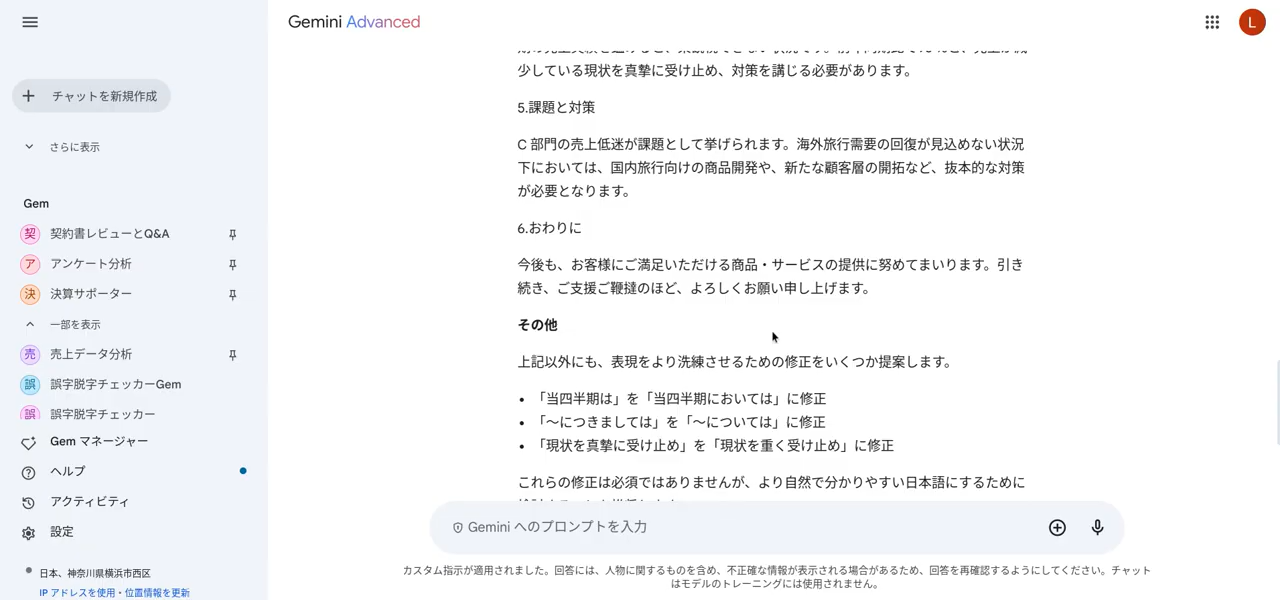 Gemini Advanced
L
チャットを新規作成
さらに表示
Gem
契 契約書レビューとQ&A
ア アンケート分析
決 決算サポーター
一部を表示
売 売上データ分析
誤 誤字脱字チェッカーGem
誤 誤字脱字チェッカー
Gem マネージャー
ヘルプ
アクティビティ
設定
日本、神奈川県横浜市西区
IP アドレスを使用・位置情報を更新
少している現状を真摯に受け止め、対策を講じる必要があります。
5.課題と対策
C 部門の売上低迷が課題として挙げられます。海外旅行需要の回復が見込めない状況
下においては、国内旅行向けの商品開発や、新たな顧客層の開拓など、抜本的な対策
が必要となります。
6.おわりに
今後も、お客様にご満足いただける商品・サービスの提供に努めてまいります。引き
続き、ご支援ご鞭撻のほど、よろしくお願い申し上げます。
その他
上記以外にも、表現をより洗練させるための修正をいくつか提案します。
• 「当四半期は」を「当四半期においては」に修正
• 「〜につきましては」を「〜については」に修正
• 「現状を真摯に受け止め」を「現状を重く受け止め」に修正
これらの修正は必須ではありませんが、より自然で分かりやすい日本語にするために
Gemini へのプロンプトを入力
カスタム指示が適用されました。回答には、人物に関するものを含め、不正確な情報が表示される場合があるため、回答を再確認するようにしてください。チャット
はモデルのトレーニングには使用されません。